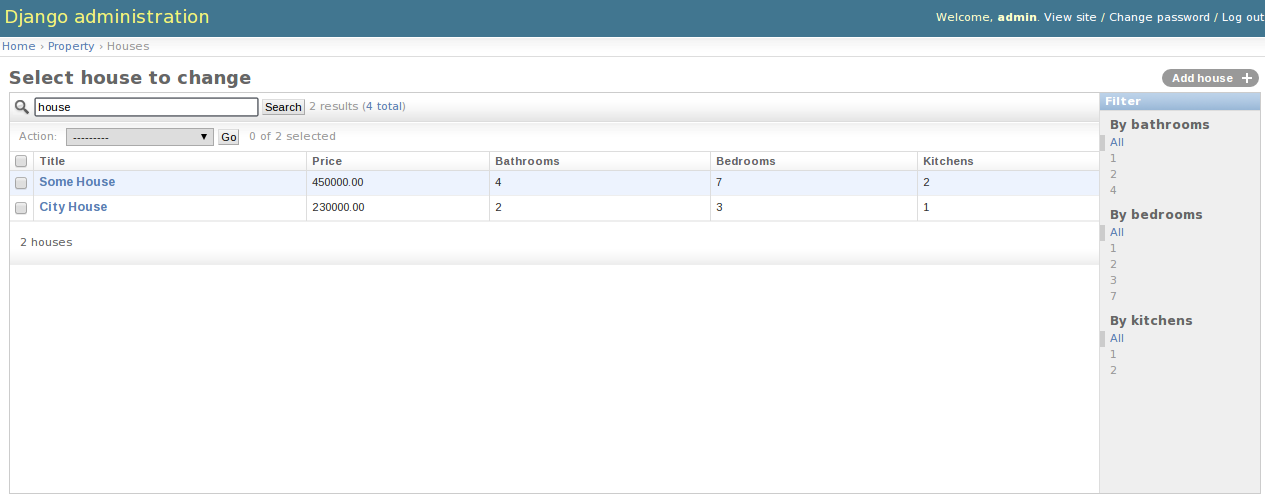 Django administration
Welcome, admin. View site / Change password / Log out
Home › Property › Houses
Select house to change
Add house +
house Search 2 results (4 total)
Action: --------- Go 0 of 2 selected
Title Price Bathrooms Bedrooms Kitchens
Some House 450000.00 4 7 2
City House 230000.00 2 3 1
2 houses
Filter
By bathrooms
All
1
2
4
By bedrooms
All
1
2
3
7
By kitchens
All
1
2